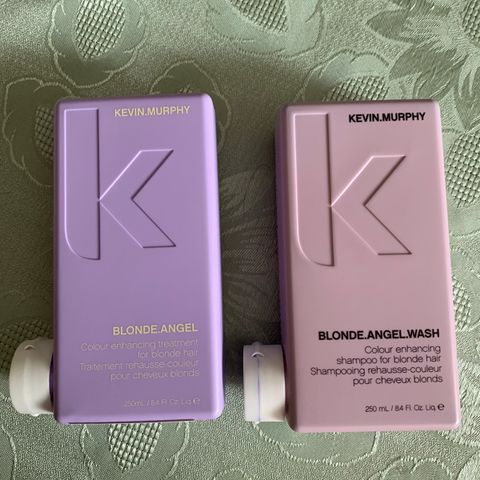 KEVIN.MURPHY
BLONDE.ANGEL
Colour enhancing treatment
for blonde hair
Traitement rehausse-couleur
pour cheveux blonds
250mL / 8.4 Fl. Oz. Liq. ℮
KEVIN.MURPHY
BLONDE.ANGEL.WASH
Colour enhancing
shampoo for blonde hair
Shampooing rehausse-couleur
pour cheveux blonds
250 mL / 8.4 Fl. Oz. Liq. ℮